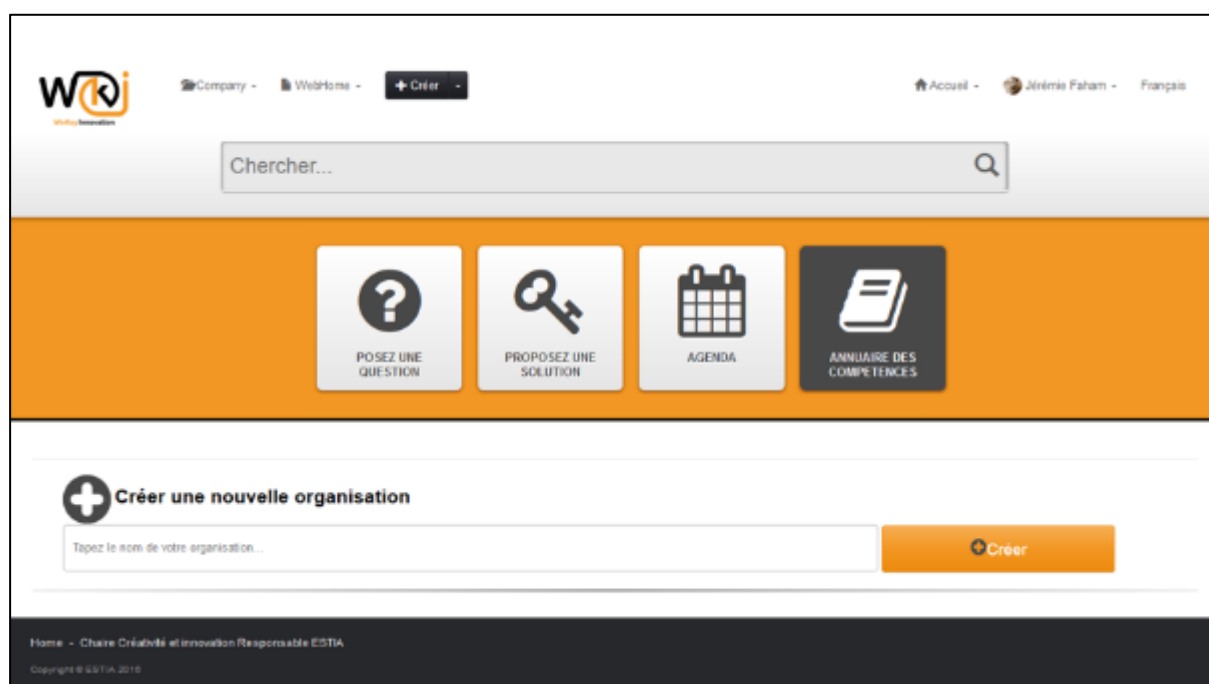 WKj
Company
WebHome
Créer
Accueil
Jérémie Faham
Français
Chercher...
POSEZ UNE
QUESTION
PROPOSEZ UNE
SOLUTION
AGENDA
ANNUAIRE DES
COMPETENCES
Créer une nouvelle organisation
Tapez le nom de votre organisation...
Créer
Home - Chaire Créativité et innovation Responsable ESTIA
Copyright © ESTIA